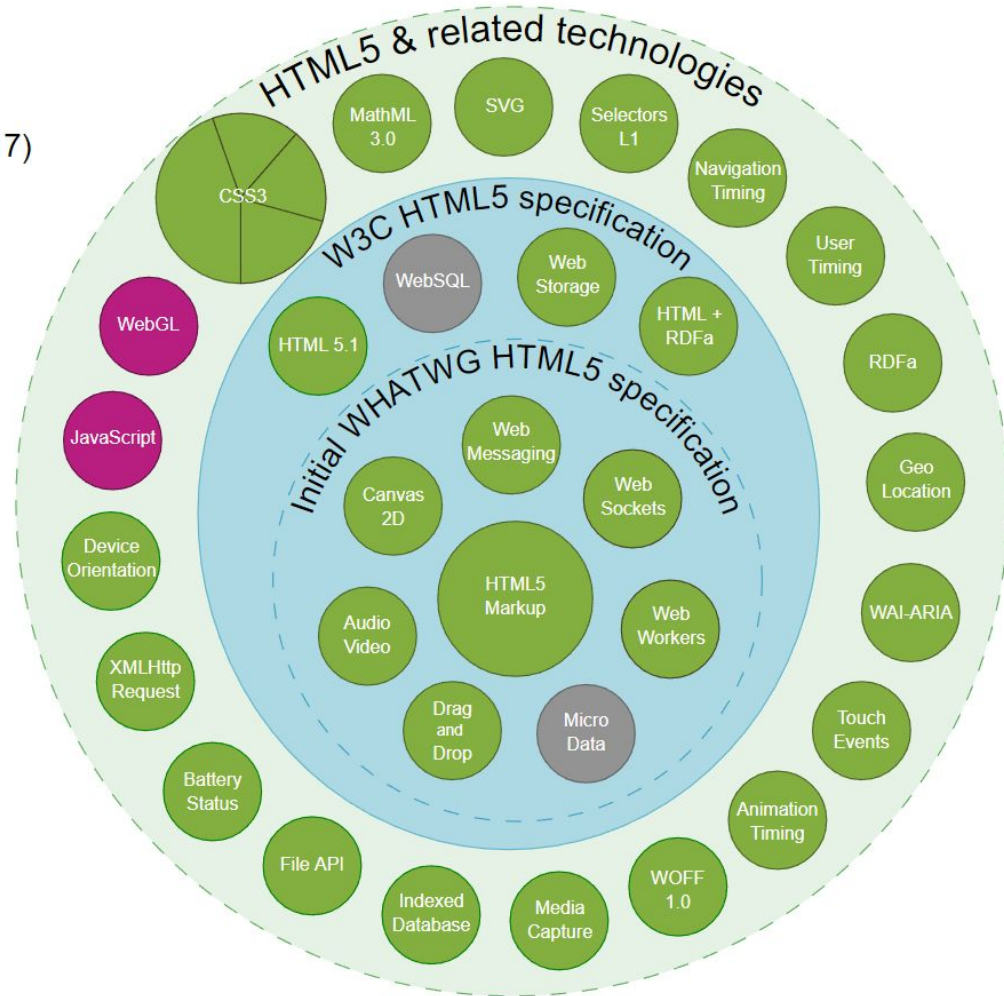 HTML5 & related technologies
7)
MathML
3.0
SVG
Selectors
L1
Navigation
Timing
CSS3
User
Timing
W3C HTML5 specification
WebSQL
Web
Storage
HTML +
RDFa
WebGL
HTML 5.1
RDFa
Initial WHATWG HTML5 specification
JavaScript
Web
Messaging
Canvas
2D
Web
Sockets
Geo
Location
Device
Orientation
HTML5
Markup
Audio
Video
Web
Workers
WAI-ARIA
XMLHttp
Request
Drag
and
Drop
Micro
Data
Touch
Events
Battery
Status
Animation
Timing
File API
Indexed
Database
Media
Capture
WOFF
1.0